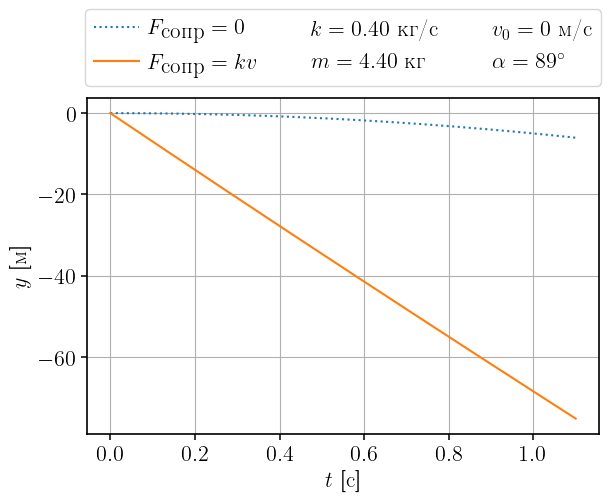 F_сопр = 0 k = 0.40 кг/с v_0 = 0 м/с
F_сопр = kv m = 4.40 кг α = 89°
0
−20
−40
−60
y [м]
0.0 0.2 0.4 0.6 0.8 1.0
t [с]